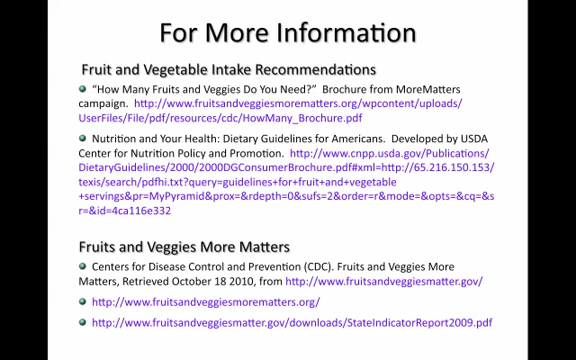 For More Information
Fruit and Vegetable Intake Recommendations
"How Many Fruits and Veggies Do You Need?" Brochure from MoreMatters
campaign. http://www.fruitsandveggiesmorematters.org/wpcontent/uploads/
UserFiles/File/pdf/resources/cdc/HowMany_Brochure.pdf
Nutrition and Your Health: Dietary Guidelines for Americans. Developed by USDA
Center for Nutrition Policy and Promotion. http://www.cnpp.usda.gov/Publications/
DietaryGuidelines/2000/2000DGConsumerBrochure.pdf#xml=http://65.216.150.153/
texis/search/pdfhi.txt?query=guidelines+for+fruit+and+vegetable
+servings&pr=MyPyramid&prox=&rdepth=0&sufs=2&order=r&mode=&opts=&cq=&s
r=&id=4ca116e332
Fruits and Veggies More Matters
Centers for Disease Control and Prevention (CDC). Fruits and Veggies More
Matters, Retrieved October 18 2010, from http://www.fruitsandveggiesmatter.gov/
http://www.fruitsandveggiesmorematters.org/
http://www.fruitsandveggiesmatter.gov/downloads/StateIndicatorReport2009.pdf